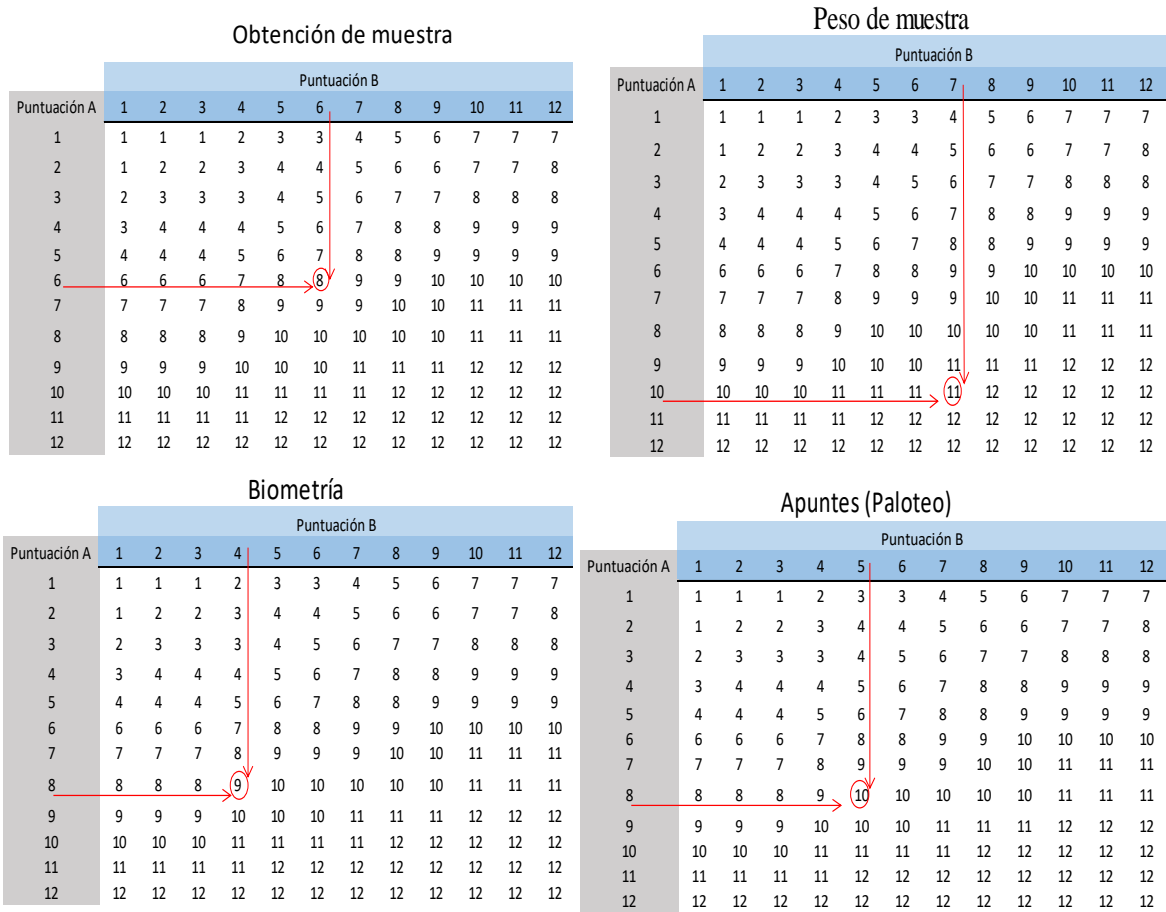 Obtención de muestra
Puntuación B
Puntuación A 1 2 3 4 5 6 7 8 9 10 11 12
1 1 1 1 2 3 3 4 5 6 7 7 7
2 1 2 2 3 4 4 5 6 6 7 7 8
3 2 3 3 3 4 5 6 7 7 8 8 8
4 3 4 4 4 5 6 7 8 8 9 9 9
5 4 4 4 5 6 7 8 8 9 9 9 9
6 6 6 6 7 8 8 9 9 10 10 10 10
7 7 7 7 8 9 9 9 10 10 11 11 11
8 8 8 8 9 10 10 10 10 10 11 11 11
9 9 9 9 10 10 10 11 11 11 12 12 12
10 10 10 10 11 11 11 11 12 12 12 12 12
11 11 11 11 11 12 12 12 12 12 12 12 12
12 12 12 12 12 12 12 12 12 12 12 12 12
Peso de muestra
Puntuación B
Puntuación A 1 2 3 4 5 6 7 8 9 10 11 12
1 1 1 1 2 3 3 4 5 6 7 7 7
2 1 2 2 3 4 4 5 6 6 7 7 8
3 2 3 3 3 4 5 6 7 7 8 8 8
4 3 4 4 4 5 6 7 8 8 9 9 9
5 4 4 4 5 6 7 8 8 9 9 9 9
6 6 6 6 7 8 8 9 9 10 10 10 10
7 7 7 7 8 9 9 9 10 10 11 11 11
8 8 8 8 9 10 10 10 10 10 11 11 11
9 9 9 9 10 10 10 11 11 11 12 12 12
10 10 10 10 11 11 11 11 12 12 12 12 12
11 11 11 11 11 12 12 12 12 12 12 12 12
12 12 12 12 12 12 12 12 12 12 12 12 12
Biometría
Puntuación B
Puntuación A 1 2 3 4 5 6 7 8 9 10 11 12
1 1 1 1 2 3 3 4 5 6 7 7 7
2 1 2 2 3 4 4 5 6 6 7 7 8
3 2 3 3 3 4 5 6 7 7 8 8 8
4 3 4 4 4 5 6 7 8 8 9 9 9
5 4 4 4 5 6 7 8 8 9 9 9 9
6 6 6 6 7 8 8 9 9 10 10 10 10
7 7 7 7 8 9 9 9 10 10 11 11 11
8 8 8 8 9 10 10 10 10 10 11 11 11
9 9 9 9 10 10 10 11 11 11 12 12 12
10 10 10 10 11 11 11 11 12 12 12 12 12
11 11 11 11 11 12 12 12 12 12 12 12 12
12 12 12 12 12 12 12 12 12 12 12 12 12
Apuntes (Paloteo)
Puntuación B
Puntuación A 1 2 3 4 5 6 7 8 9 10 11 12
1 1 1 1 2 3 3 4 5 6 7 7 7
2 1 2 2 3 4 4 5 6 6 7 7 8
3 2 3 3 3 4 5 6 7 7 8 8 8
4 3 4 4 4 5 6 7 8 8 9 9 9
5 4 4 4 5 6 7 8 8 9 9 9 9
6 6 6 6 7 8 8 9 9 10 10 10 10
7 7 7 7 8 9 9 9 10 10 11 11 11
8 8 8 8 9 10 10 10 10 10 11 11 11
9 9 9 9 10 10 10 11 11 11 12 12 12
10 10 10 10 11 11 11 11 12 12 12 12 12
11 11 11 11 11 12 12 12 12 12 12 12 12
12 12 12 12 12 12 12 12 12 12 12 12 12